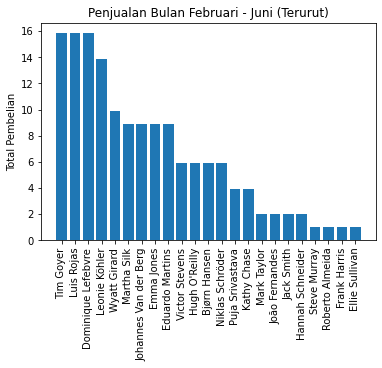 Penjualan Bulan Februari - Juni (Terurut)
Total Pembelian
16
14
12
10
8
6
4
2
0
Tim Goyer
Luis Rojas
Dominique Lefebvre
Leonie Köhler
Wyatt Girard
Martha Silk
Johannes Van der Berg
Emma Jones
Eduardo Martins
Victor Stevens
Hugh O'Reilly
Bjørn Hansen
Niklas Schröder
Puja Srivastava
Kathy Chase
Mark Taylor
João Fernandes
Jack Smith
Hannah Schneider
Steve Murray
Roberto Almeida
Frank Harris
Ellie Sullivan